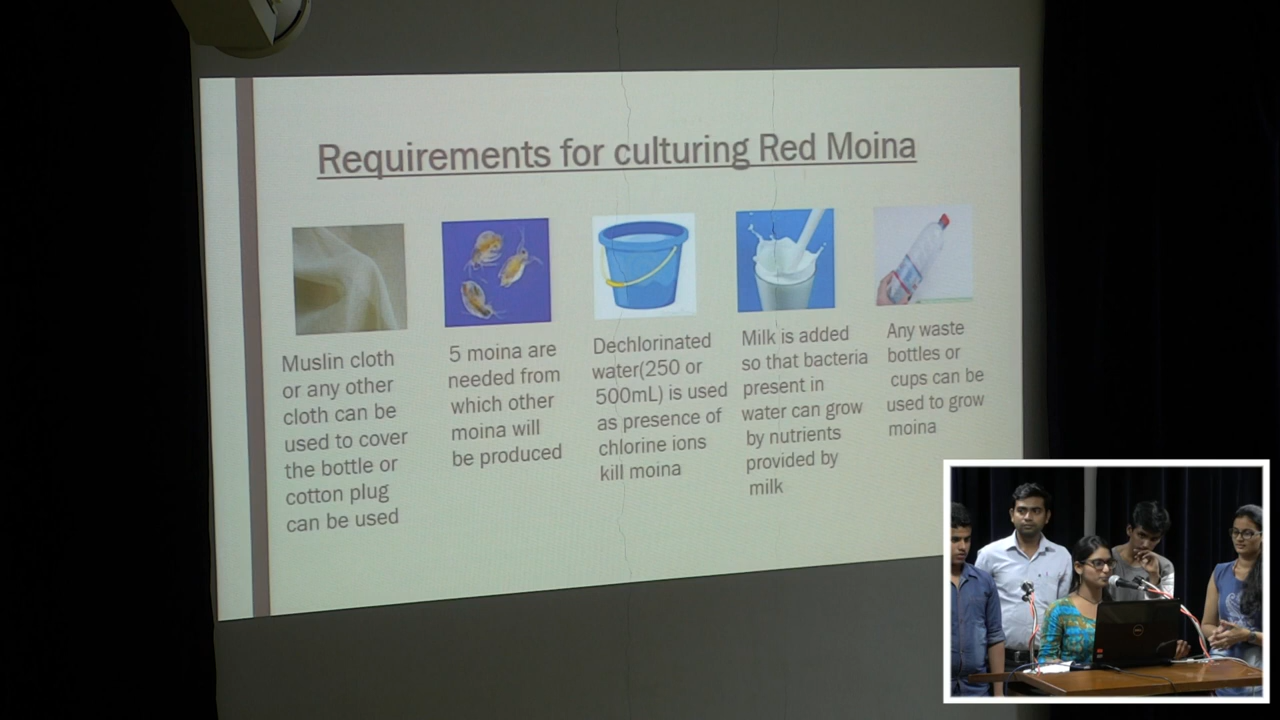 Requirements for culturing Red Moina
Muslin cloth
or any other
cloth can be
used to cover
the bottle or
cotton plug
can be used
5 moina are
needed from
which other
moina will
be produced
Dechlorinated
water(250 or
500mL) is used
as presence of
chlorine ions
kill moina
Milk is added
so that bacteria
present in
water can grow
by nutrients
provided by
milk
Any waste
bottles or
cups can be
used to grow
moina